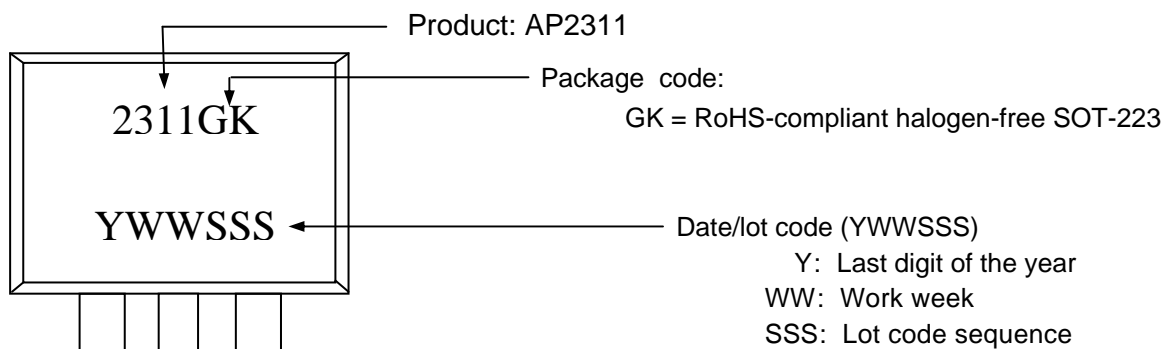 Product: AP2311
Package code:
2311GK
GK = RoHS-compliant halogen-free SOT-223
YWWSSS
Date/lot code (YWWSSS)
Y: Last digit of the year
WW: Work week
SSS: Lot code sequence